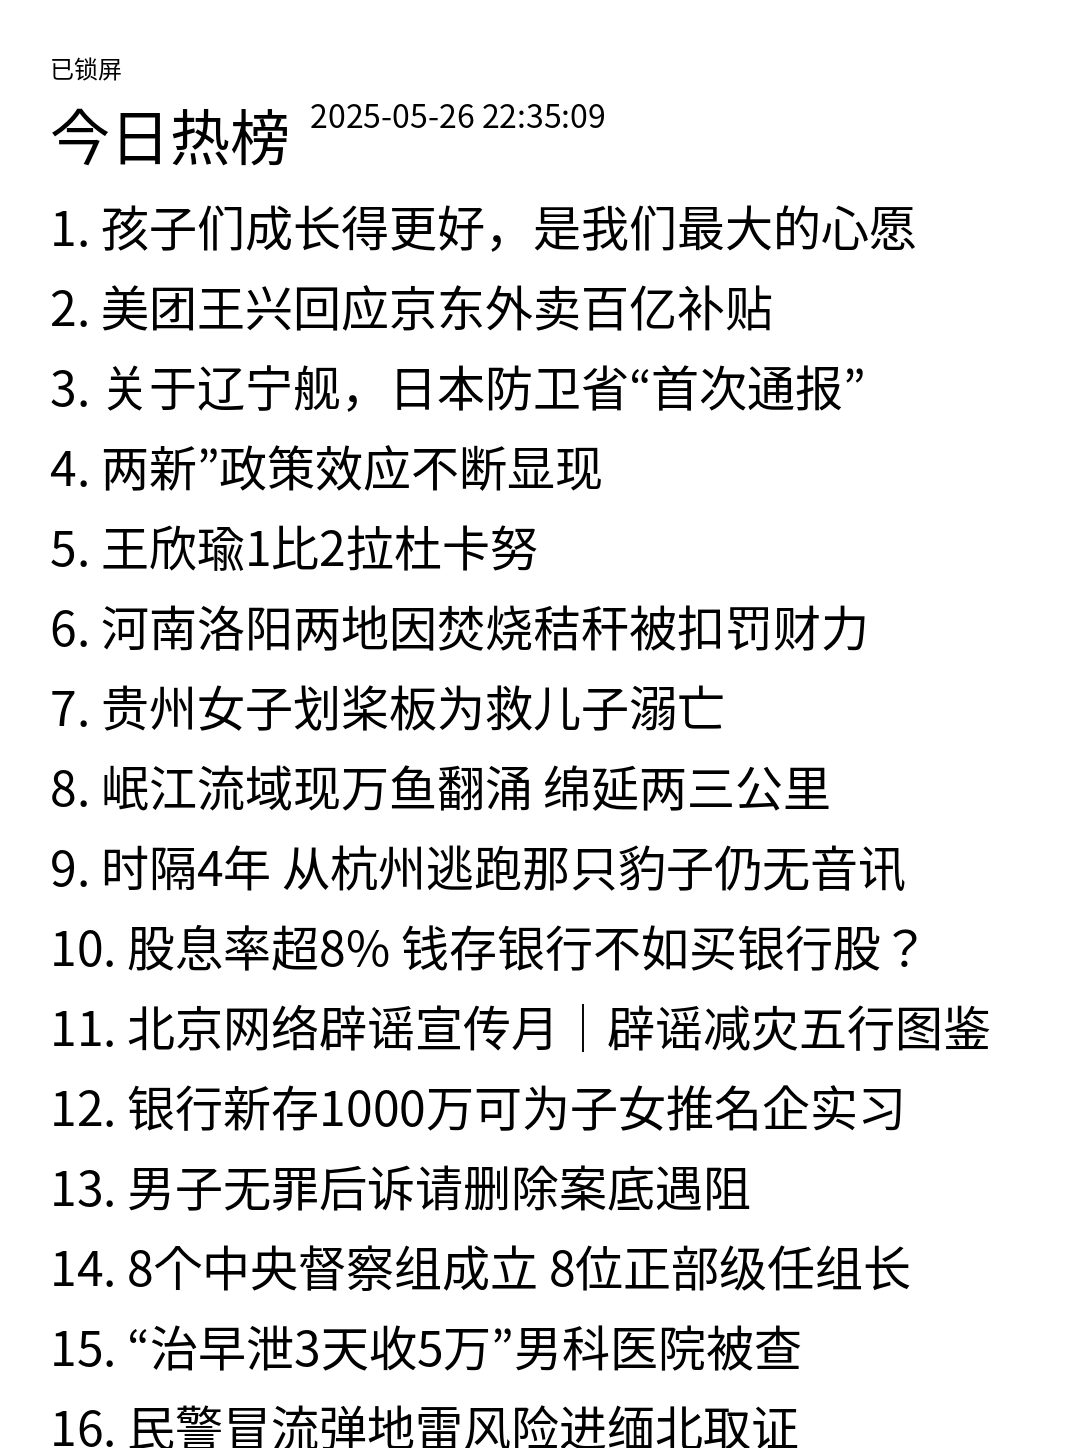 已锁屏
今日热榜 2025-05-26 22:35:09
1. 孩子们成长得更好，是我们最大的心愿
2. 美团王兴回应京东外卖百亿补贴
3. 关于辽宁舰，日本防卫省“首次通报”
4. 两新”政策效应不断显现
5. 王欣瑜1比2拉杜卡努
6. 河南洛阳两地因焚烧秸秆被扣罚财力
7. 贵州女子划桨板为救儿子溺亡
8. 岷江流域现万鱼翻涌 绵延两三公里
9. 时隔4年 从杭州逃跑那只豹子仍无音讯
10. 股息率超8% 钱存银行不如买银行股？
11. 北京网络辟谣宣传月｜辟谣减灾五行图鉴
12. 银行新存1000万可为子女推名企实习
13. 男子无罪后诉请删除案底遇阻
14. 8个中央督察组成立 8位正部级任组长
15. “治早泄3天收5万”男科医院被查
16. 民警冒流弹地雷风险进缅北取证